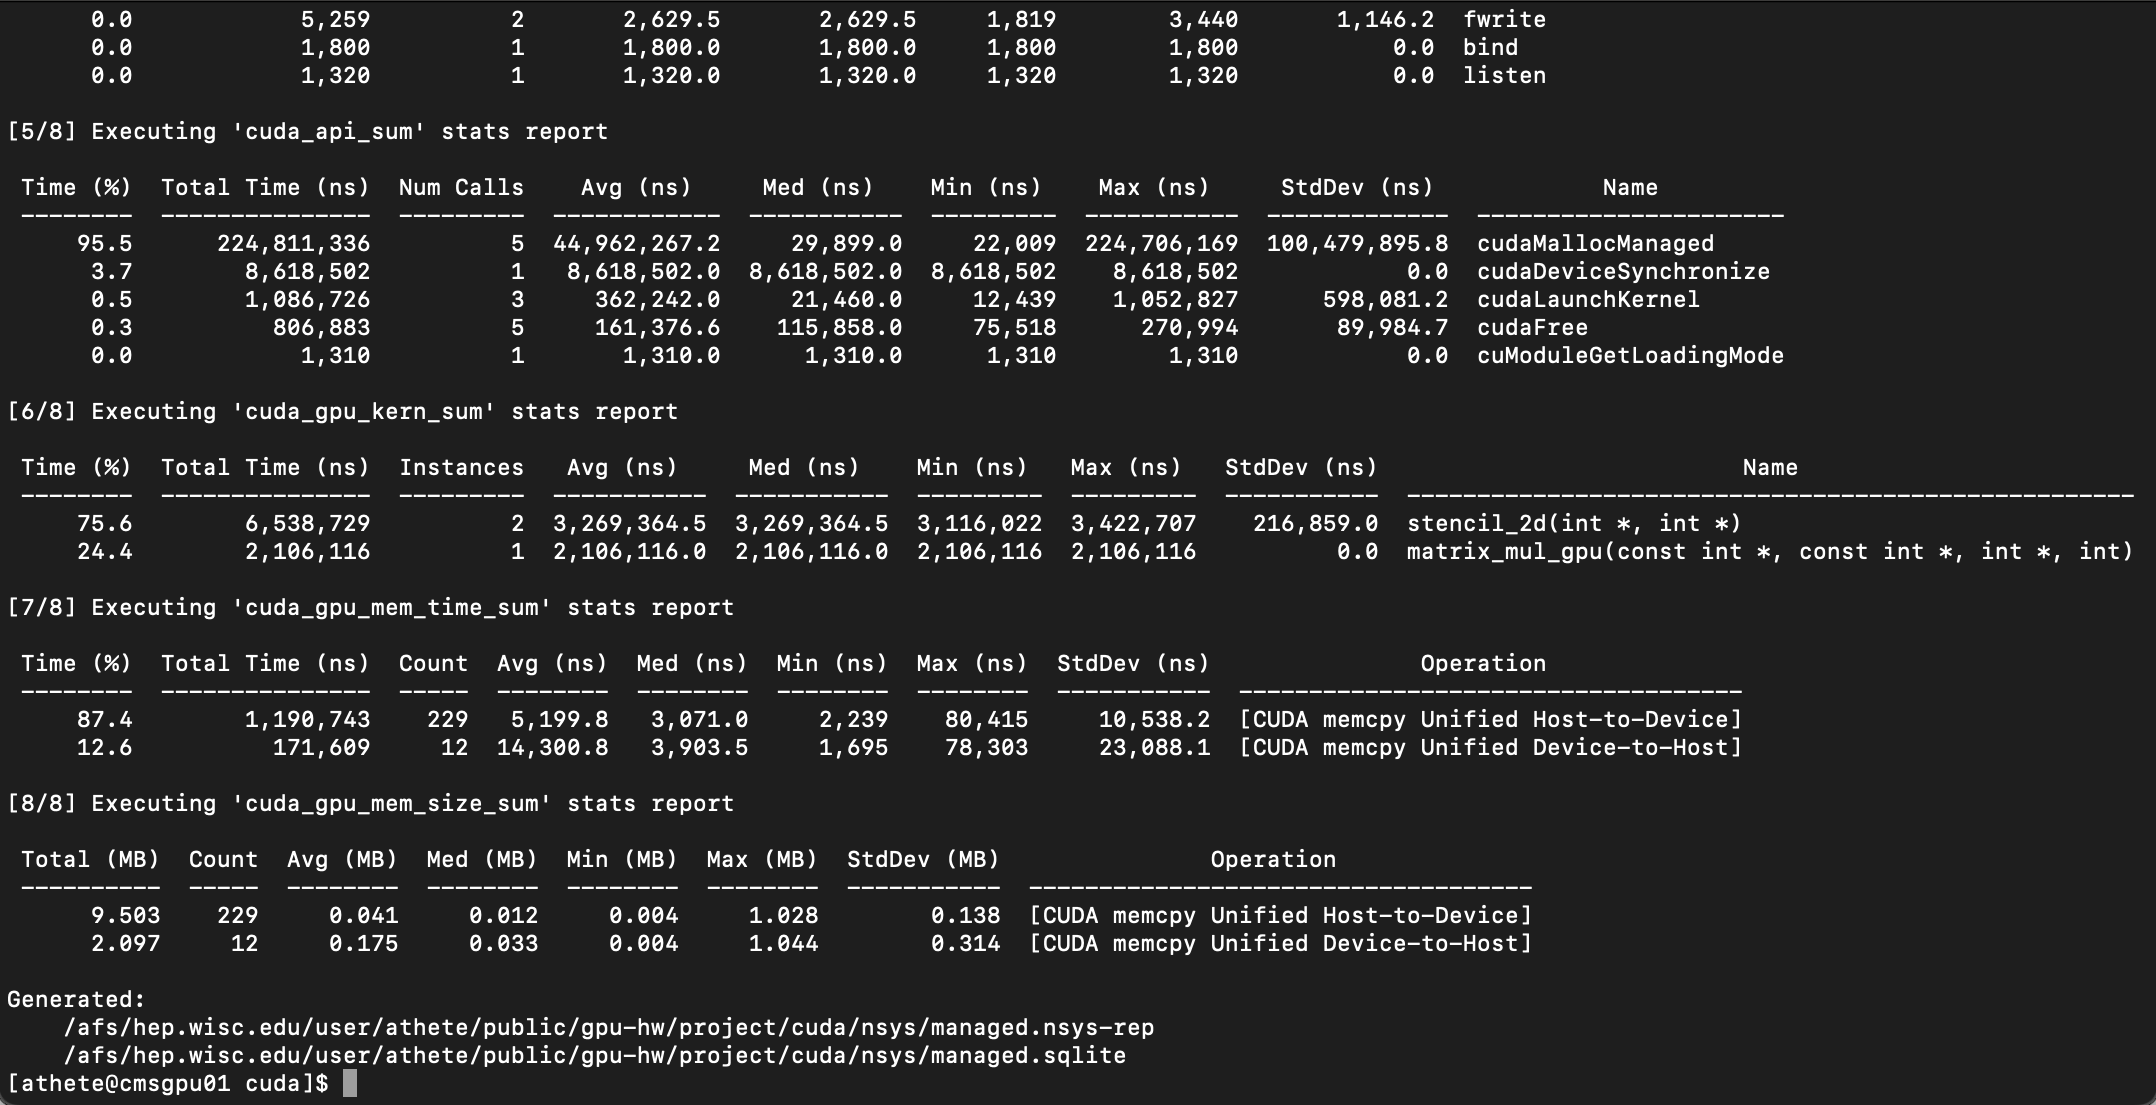 0.0 5,259 2 2,629.5 2,629.5 1,819 3,440 1,146.2 fwrite
0.0 1,800 1 1,800.0 1,800.0 1,800 1,800 0.0 bind
0.0 1,320 1 1,320.0 1,320.0 1,320 1,320 0.0 listen
[5/8] Executing 'cuda_api_sum' stats report
Time (%) Total Time (ns) Num Calls Avg (ns) Med (ns) Min (ns) Max (ns) StdDev (ns) Name
-------- --------------- --------- ------------ ----------- --------- ----------- ------------- ----------------------
95.5 224,811,336 5 44,962,267.2 29,899.0 22,009 224,706,169 100,479,895.8 cudaMallocManaged
3.7 8,618,502 1 8,618,502.0 8,618,502.0 8,618,502 8,618,502 0.0 cudaDeviceSynchronize
0.5 1,086,726 3 362,242.0 21,460.0 12,439 1,052,827 598,081.2 cudaLaunchKernel
0.3 806,883 5 161,376.6 115,858.0 75,518 270,994 89,984.7 cudaFree
0.0 1,310 1 1,310.0 1,310.0 1,310 1,310 0.0 cuModuleGetLoadingMode
[6/8] Executing 'cuda_gpu_kern_sum' stats report
Time (%) Total Time (ns) Instances Avg (ns) Med (ns) Min (ns) Max (ns) StdDev (ns) Name
-------- --------------- --------- ----------- ----------- --------- --------- ----------- ----------------------------------------------------
75.6 6,538,729 2 3,269,364.5 3,269,364.5 3,116,022 3,422,707 216,859.0 stencil_2d(int *, int *)
24.4 2,106,116 1 2,106,116.0 2,106,116.0 2,106,116 2,106,116 0.0 matrix_mul_gpu(const int *, const int *, int *, int)
[7/8] Executing 'cuda_gpu_mem_time_sum' stats report
Time (%) Total Time (ns) Count Avg (ns) Med (ns) Min (ns) Max (ns) StdDev (ns) Operation
-------- --------------- ----- -------- -------- -------- -------- ----------- ------------------------------------
87.4 1,190,743 229 5,199.8 3,071.0 2,239 80,415 10,538.2 [CUDA memcpy Unified Host-to-Device]
12.6 171,609 12 14,300.8 3,903.5 1,695 78,303 23,088.1 [CUDA memcpy Unified Device-to-Host]
[8/8] Executing 'cuda_gpu_mem_size_sum' stats report
Total (MB) Count Avg (MB) Med (MB) Min (MB) Max (MB) StdDev (MB) Operation
---------- ----- -------- -------- -------- -------- ----------- ------------------------------------
9.503 229 0.041 0.012 0.004 1.028 0.138 [CUDA memcpy Unified Host-to-Device]
2.097 12 0.175 0.033 0.004 1.044 0.314 [CUDA memcpy Unified Device-to-Host]
Generated:
/afs/hep.wisc.edu/user/athete/public/gpu-hw/project/cuda/nsys/managed.nsys-rep
/afs/hep.wisc.edu/user/athete/public/gpu-hw/project/cuda/nsys/managed.sqlite
[athete@cmsgpu01 cuda]$